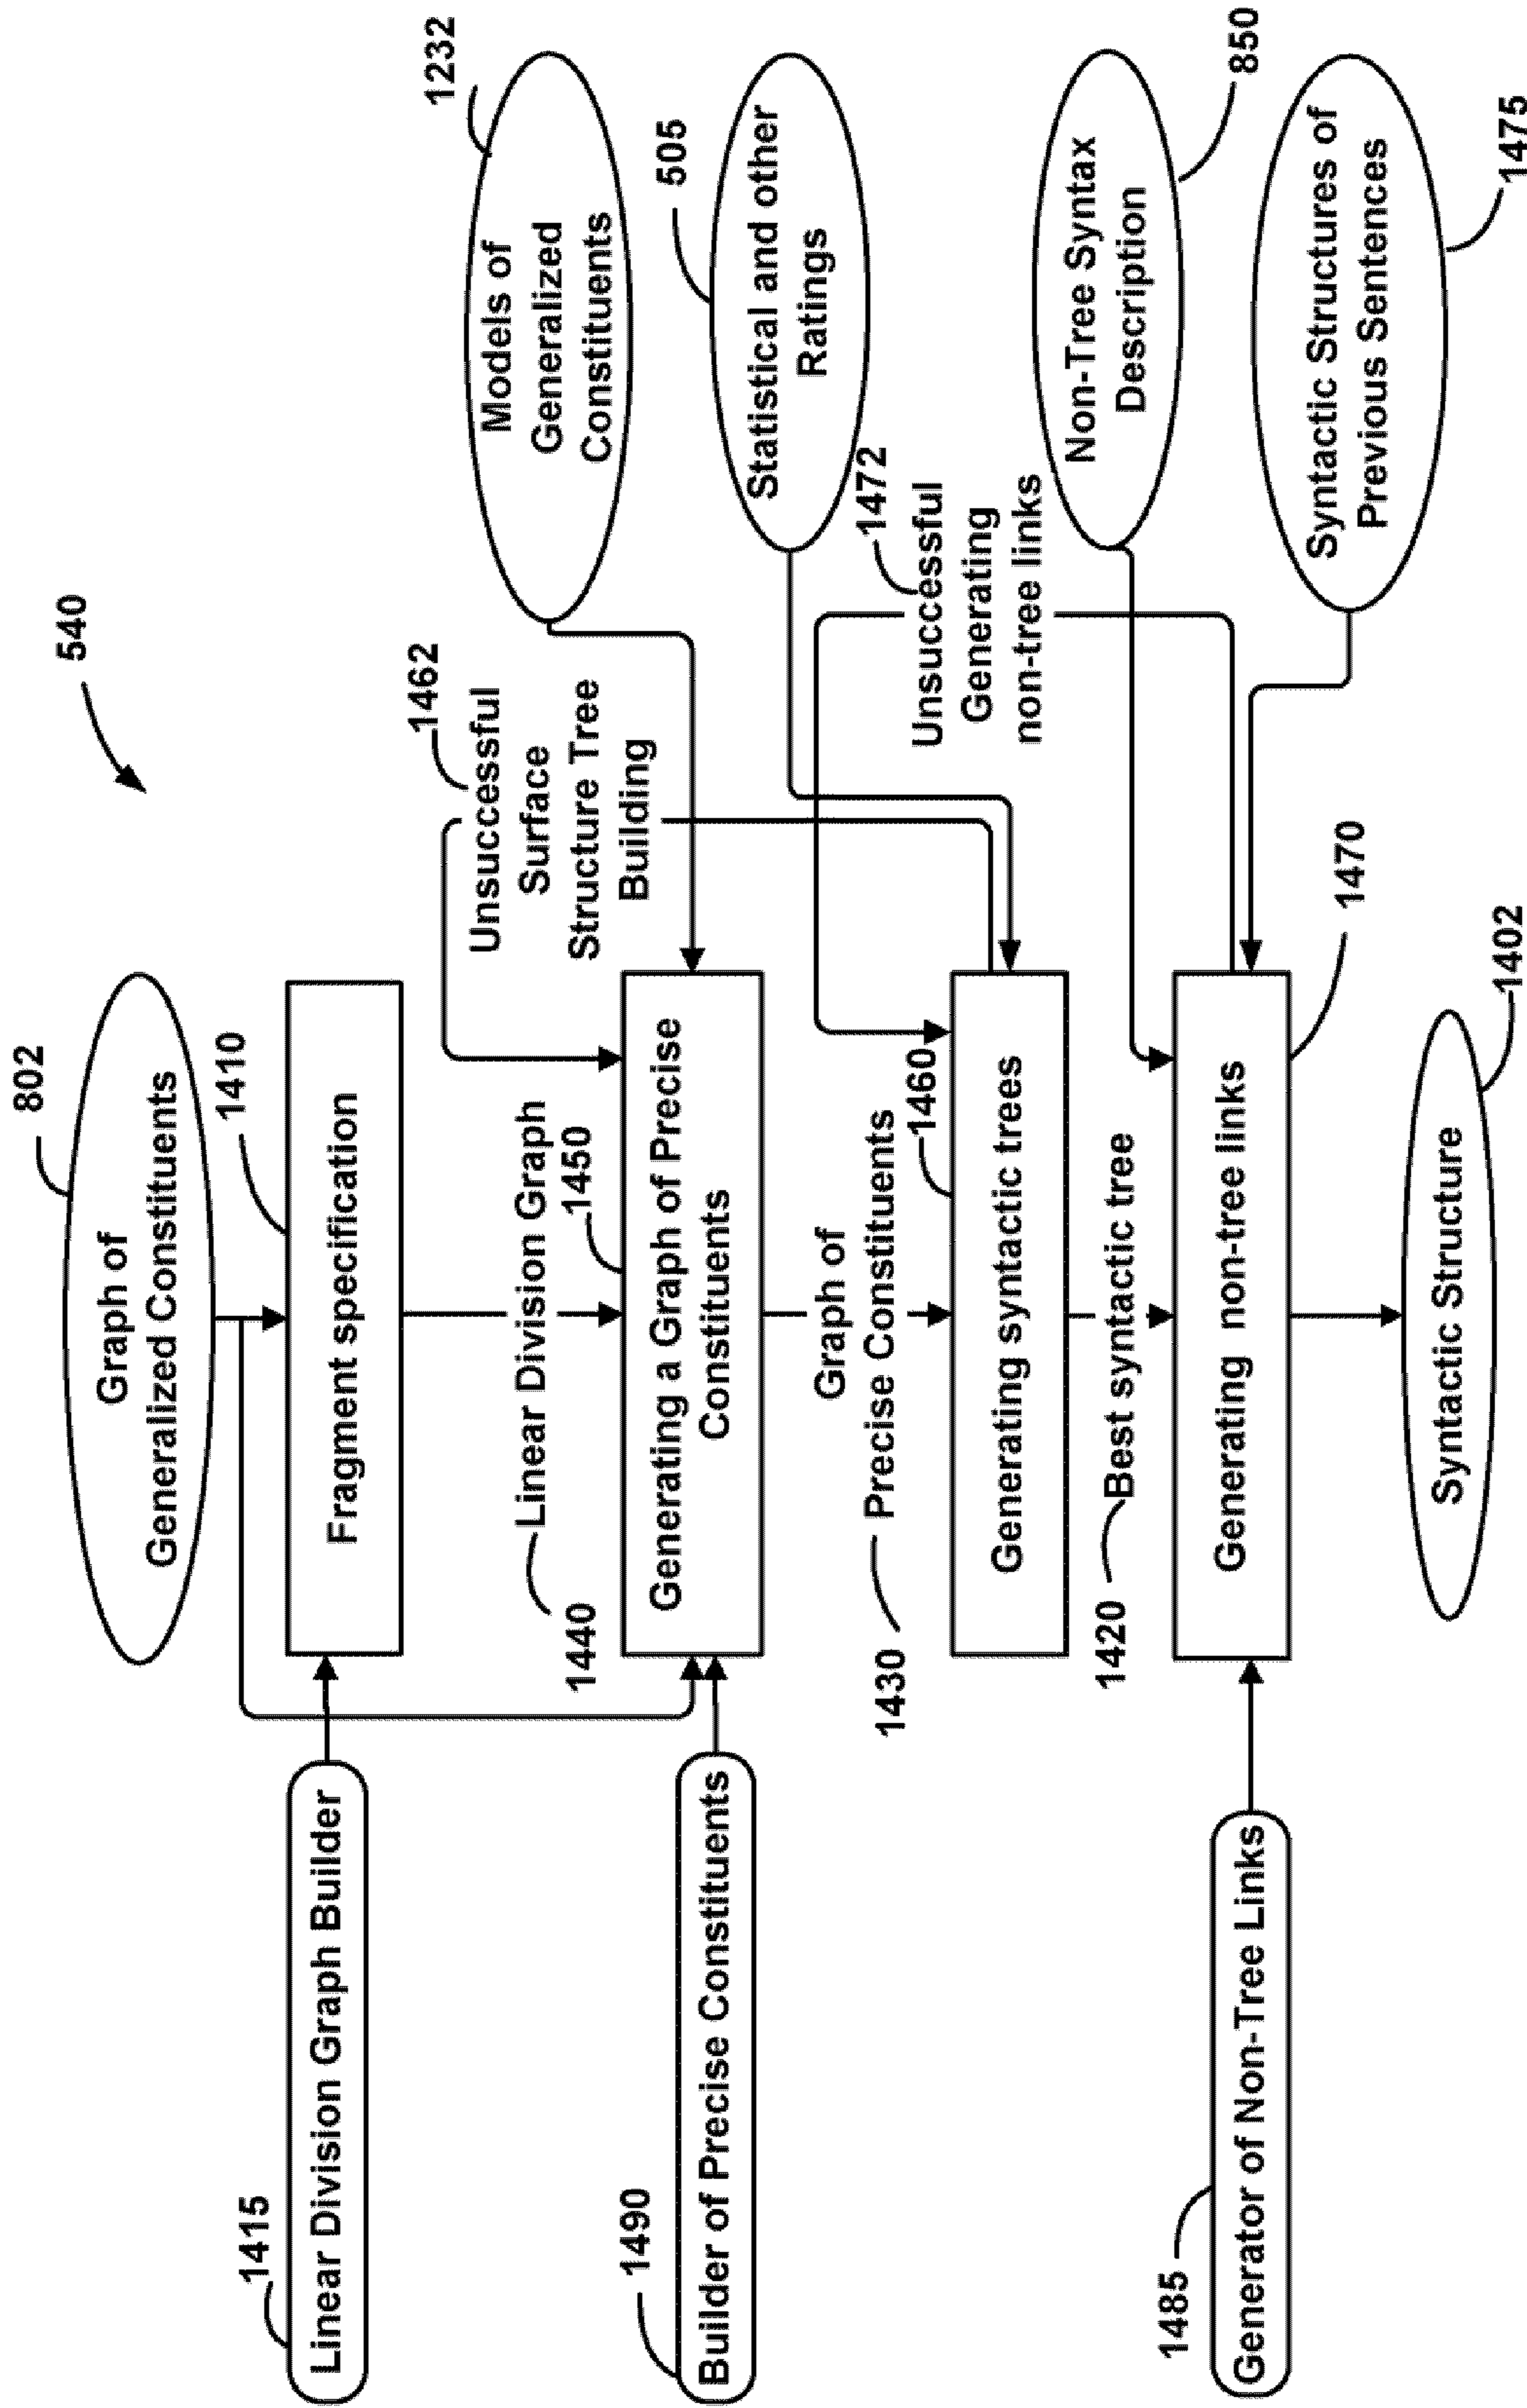 540
802
Graph of
Generalized Constituents
1415
Linear Division Graph Builder
1410
Fragment specification
1462
Unsuccessful
Surface
Structure Tree
Building
1232
Models of
Generalized
Constituents
1440
Linear Division Graph
1450
1490
Builder of Precise Constituents
Generating a Graph of Precise
Constituents
505
Statistical and other
Ratings
1430
Graph of
Precise Constituents
1460
Generating syntactic trees
1472
Unsuccessful
Generating
non-tree links
1420
Best syntactic tree
Non-Tree Syntax
Description
850
1485
Generator of Non-Tree Links
Generating non-tree links
1470
Syntactic Structures of
Previous Sentences
1475
Syntactic Structure
1402